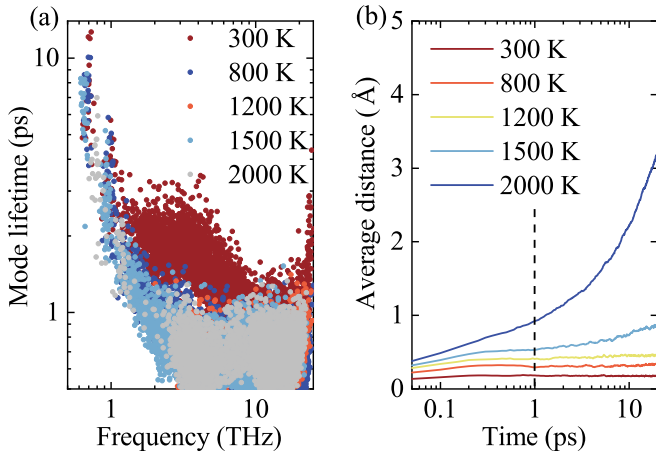 (a)
Mode lifetime (ps)
10
1
300 K
800 K
1200 K
1500 K
2000 K
1
10
Frequency (THz)
(b)
Average distance( Å)
5
4
3
2
1
0
300 K
800 K
1200 K
1500 K
2000 K
0.1
1
10
Time (ps)